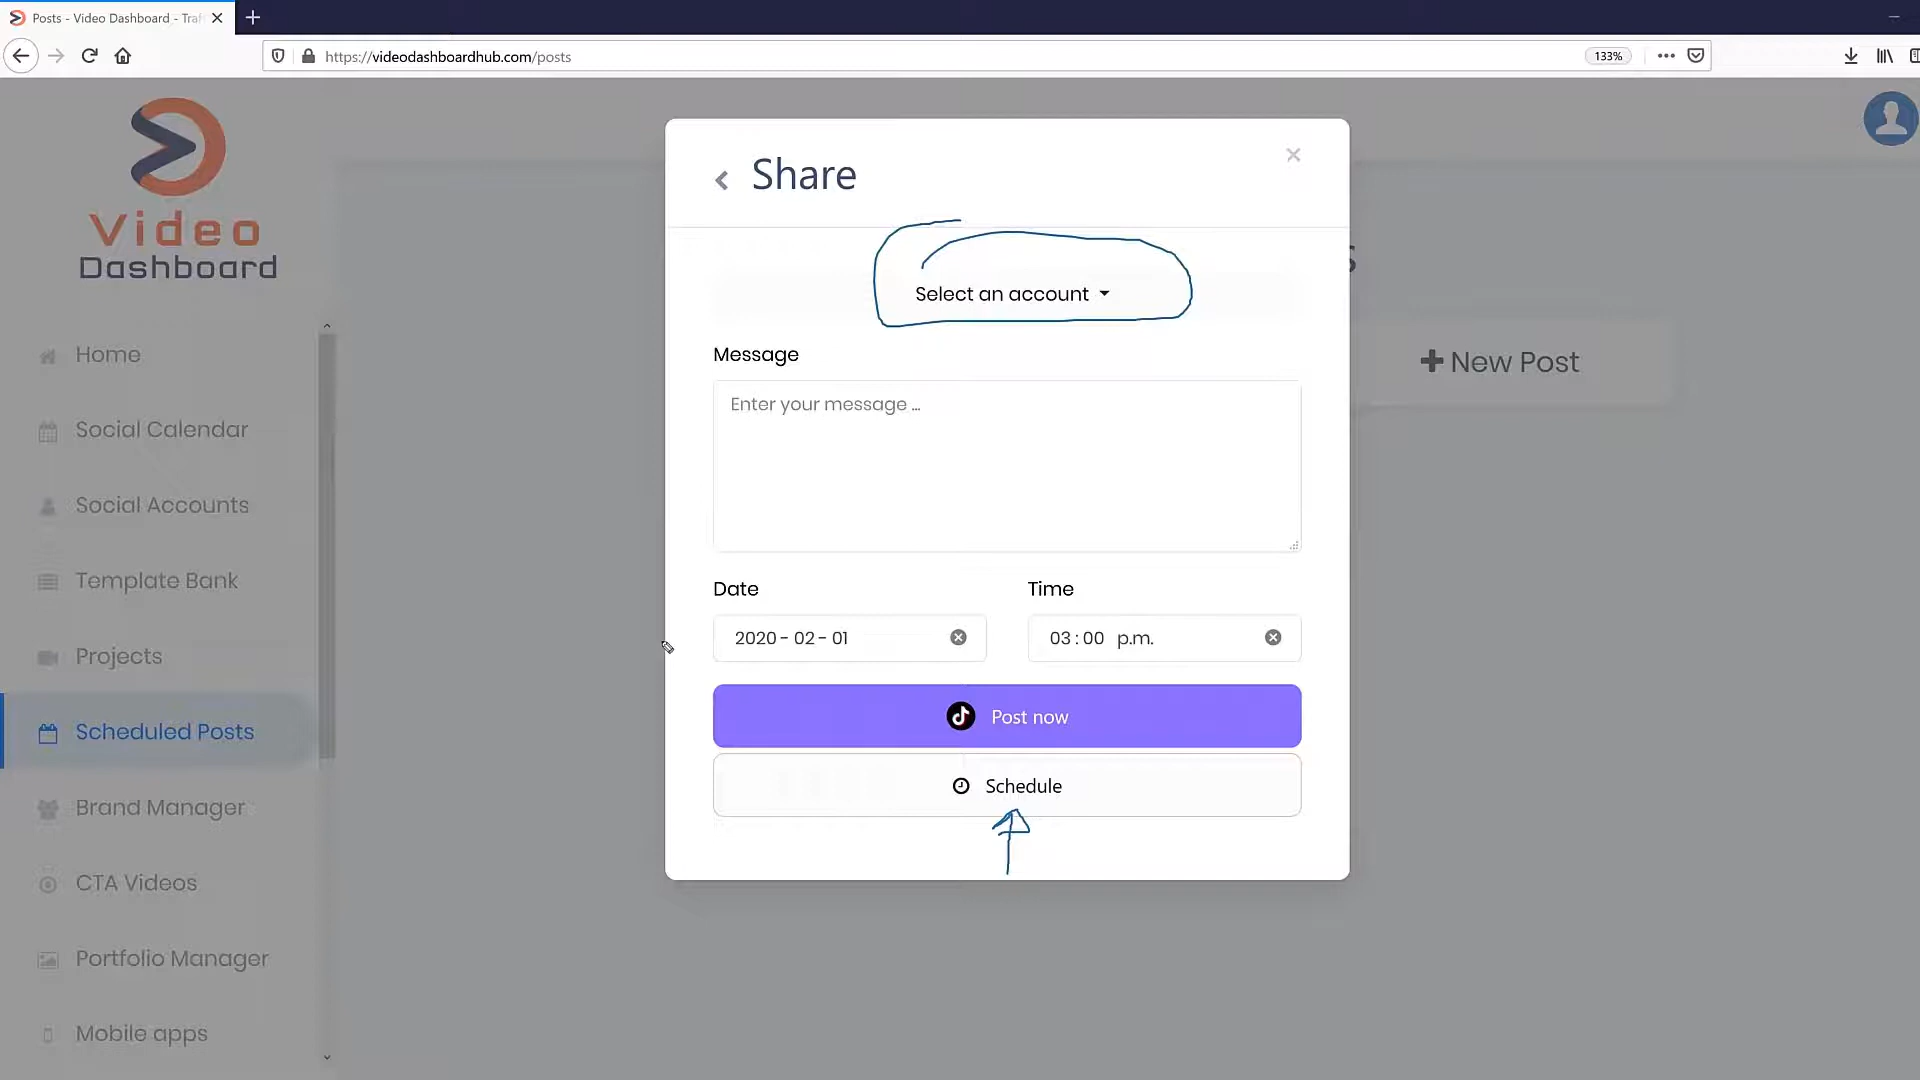 Posts - Video Dashboard - Traf
https://videodashboardhub.com/posts
133%
Video
Dashboard
Home
Social Calendar
Social Accounts
Template Bank
Projects
Scheduled Posts
Brand Manager
CTA Videos
Portfolio Manager
Mobile apps
Share
Select an account
Message
Enter your message ...
Date
Time
2020 - 02 - 01
03 : 00 p.m.
Post now
Schedule
s
New Post